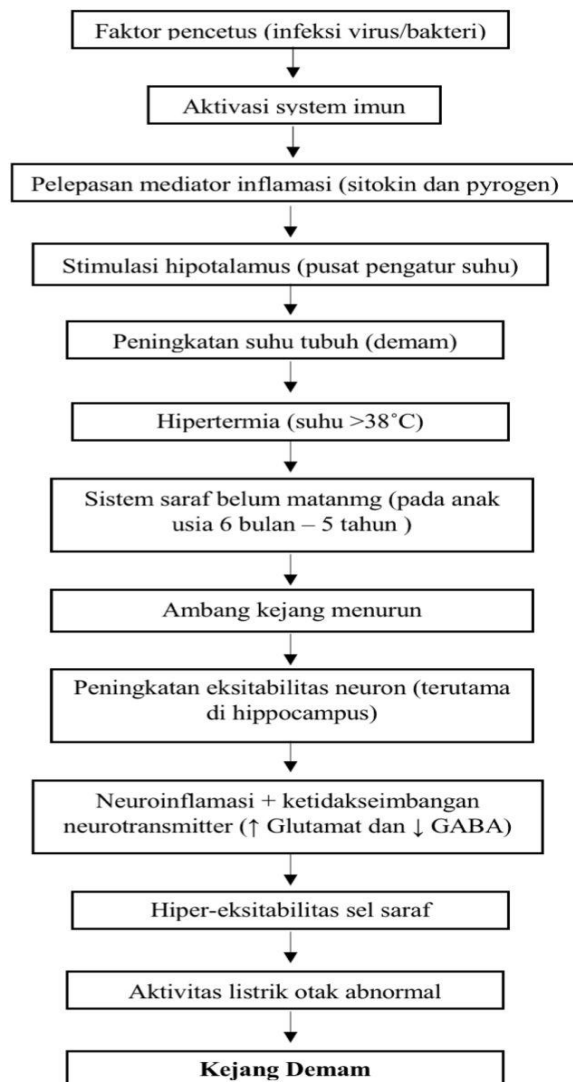 Faktor pencetus (infeksi virus/bakteri)
Aktivasi system imun
Pelepasan mediator inflamasi (sitokin dan pyrogen)
Stimulasi hipotalamus (pusat pengatur suhu)
Peningkatan suhu tubuh (demam)
Hipertermia (suhu >38˚C)
Sistem saraf belum matanmg (pada anak
usia 6 bulan – 5 tahun )
Ambang kejang menurun
Peningkatan eksitabilitas neuron (terutama
di hippocampus)
Neuroinflamasi + ketidakseimbangan
neurotransmitter (↑ Glutamat dan ↓ GABA)
Hiper-eksitabilitas sel saraf
Aktivitas listrik otak abnormal
Kejang Demam